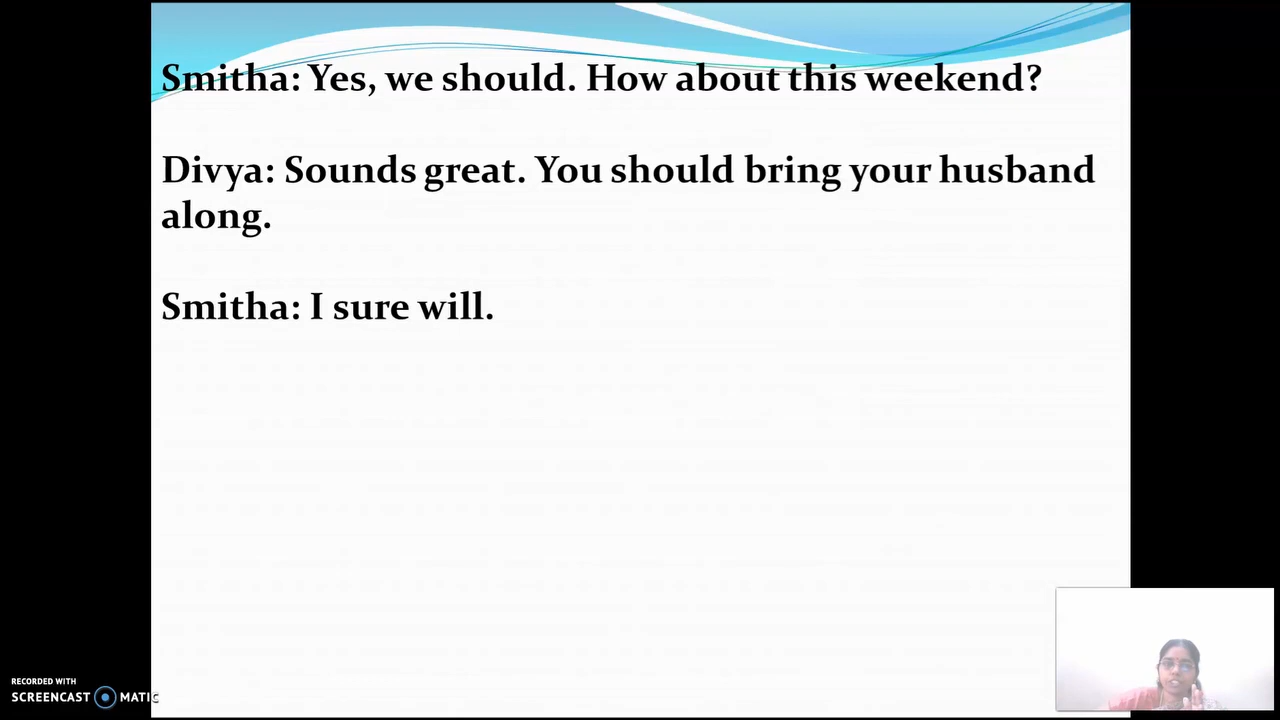 Smitha: Yes, we should. How about this weekend?
Divya: Sounds great. You should bring your husband
along.
Smitha: I sure will.
RECORDED WITH
SCREENCAST MATIC